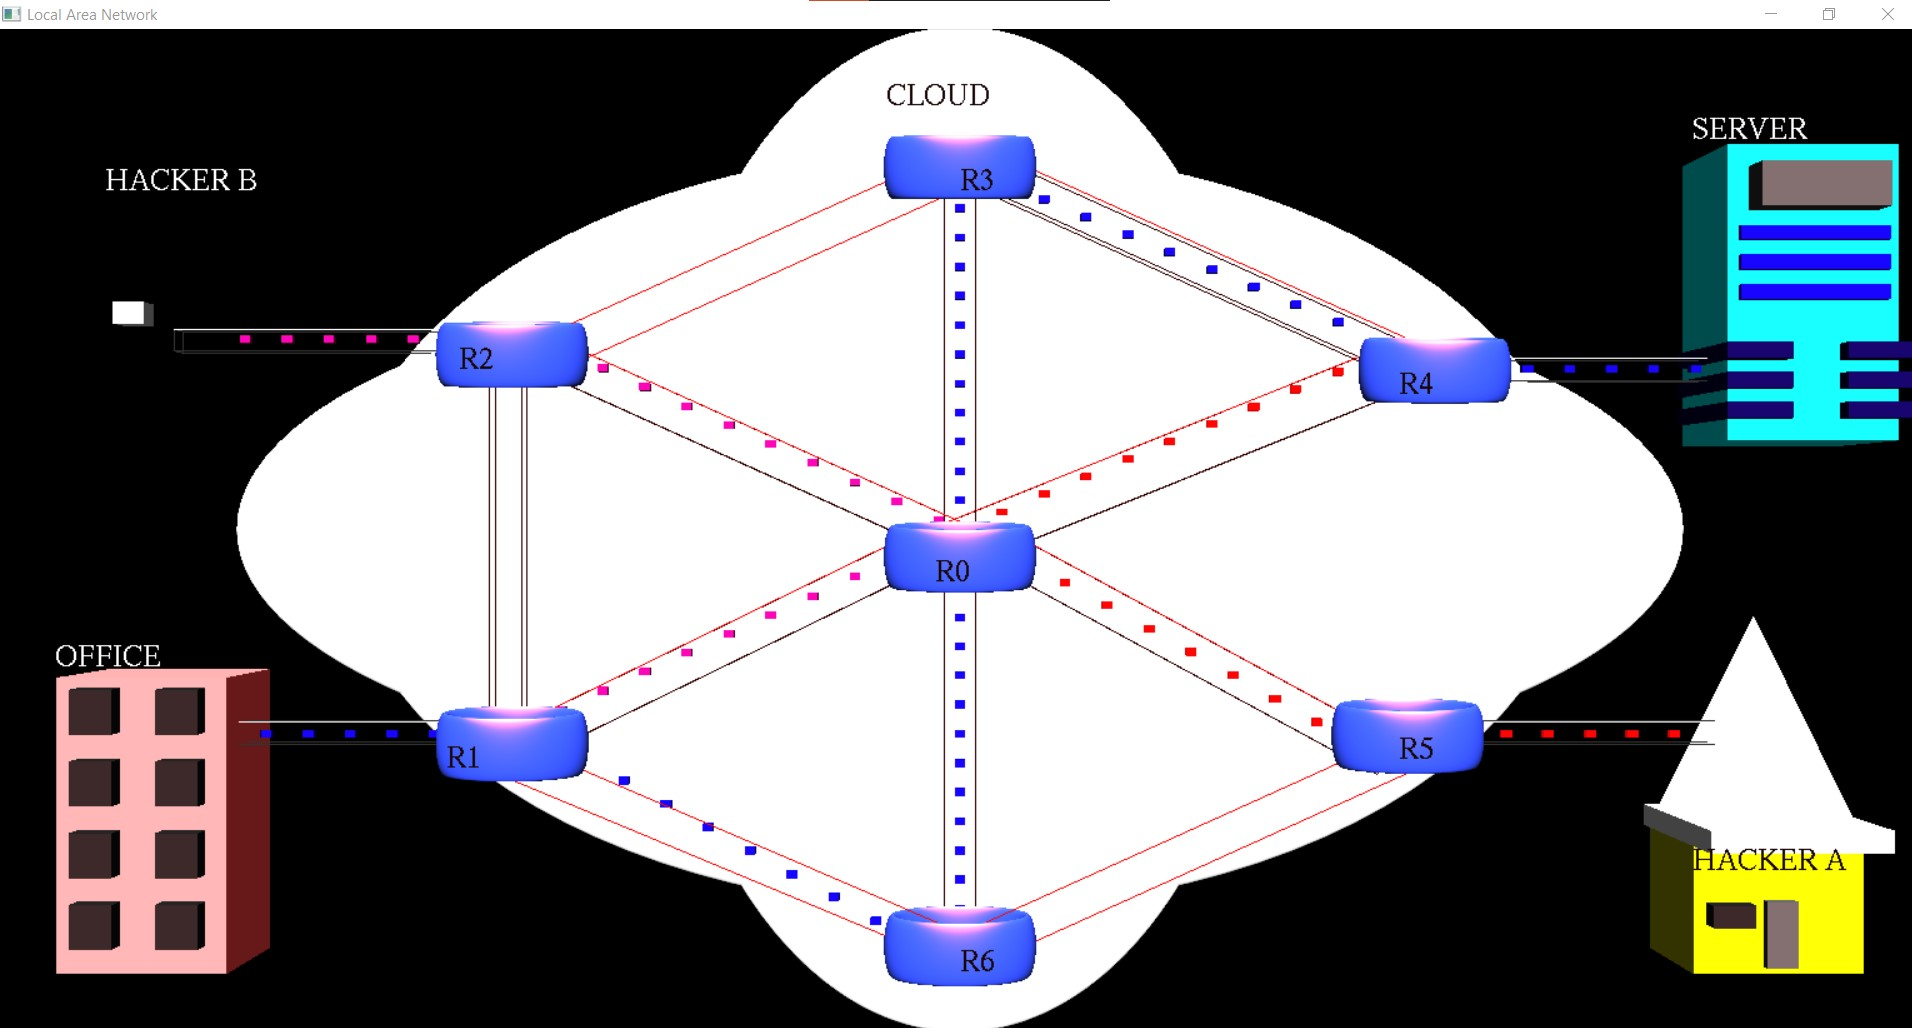 Local Area Network
CLOUD
SERVER
HACKER B
R3
R2
R4
R0
OFFICE
R1
R5
HACKER A
R6